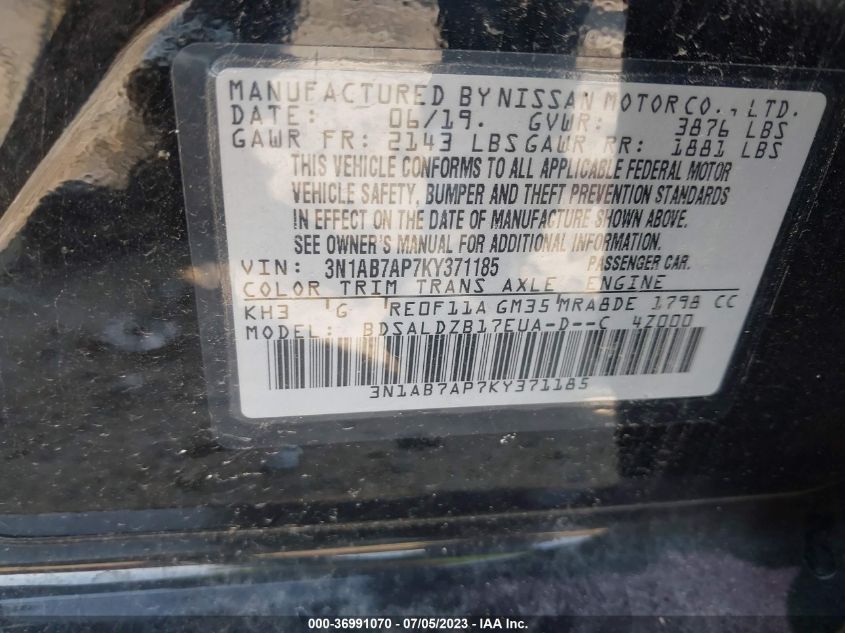 MANUFACTURED BY NISSAN MOTOR CO., LTD.
DATE: 06/19. GVWR: 3876 LBS
GAWR FR: 2143 LBS GAWR RR: 1881 LBS
THIS VEHICLE CONFORMS TO ALL APPLICABLE FEDERAL MOTOR
VEHICLE SAFETY, BUMPER AND THEFT PREVENTION STANDARDS
IN EFFECT ON THE DATE OF MANUFACTURE SHOWN ABOVE.
SEE OWNER'S MANUAL FOR ADDITIONAL INFORMATION.
VIN: 3N1AB7AP7KY371185 PASSENGER CAR.
COLOR TRIM TRANS AXLE ENGINE
KH3 'G 'RE0F11A GM35 'MRA8DE 1798 CC
MODEL: BDSALDZB17EUA-D--C 4Z000
3N1AB7AP7KY371185
000-36991070 - 07/05/2023 - IAA Inc.